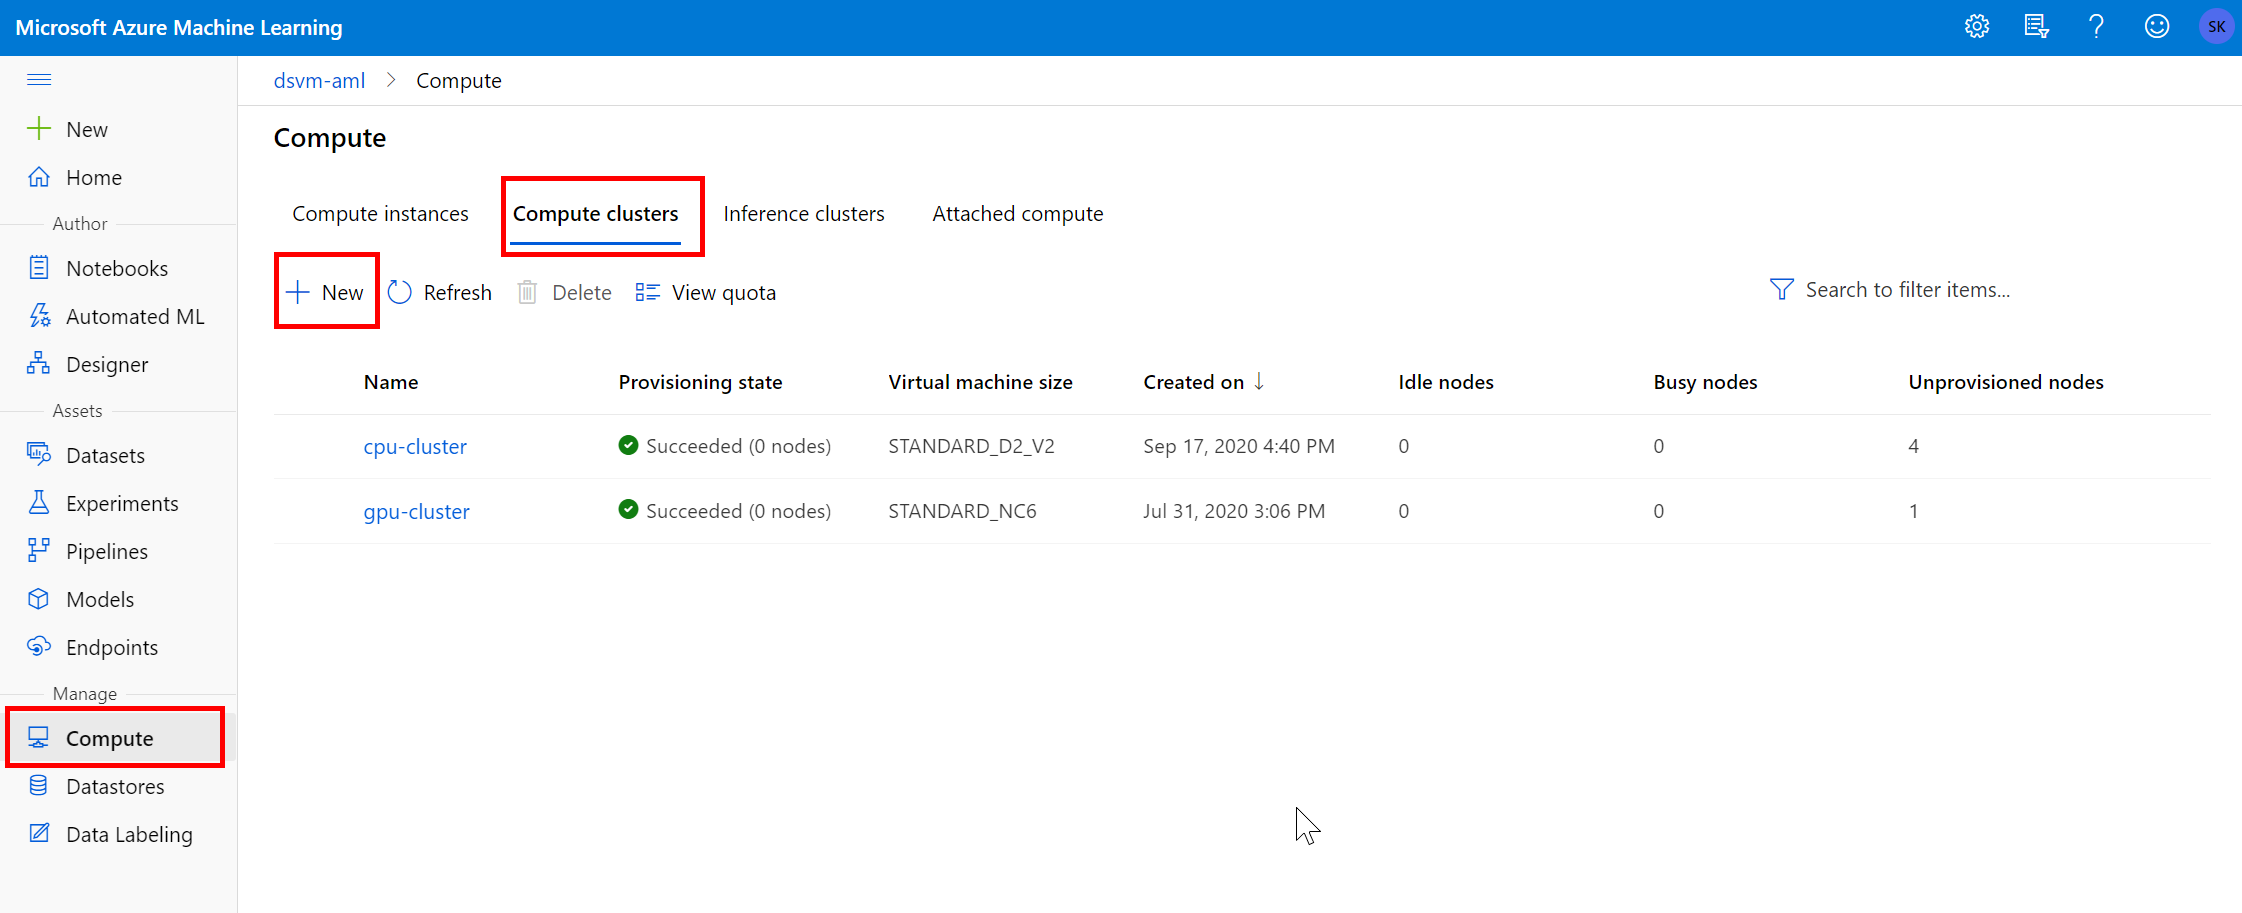 Microsoft Azure Machine Learning
SK
dsvm-aml > Compute
New
Home
Author
Notebooks
Automated ML
Designer
Assets
Datasets
Experiments
Pipelines
Models
Endpoints
Manage
Compute
Datastores
Data Labeling
Compute
Compute instances Compute clusters Inference clusters Attached compute
New Refresh Delete View quota Search to filter items...
Name Provisioning state Virtual machine size Created on ↓ Idle nodes Busy nodes Unprovisioned nodes
cpu-cluster Succeeded (0 nodes) STANDARD_D2_V2 Sep 17, 2020 4:40 PM 0 0 4
gpu-cluster Succeeded (0 nodes) STANDARD_NC6 Jul 31, 2020 3:06 PM 0 0 1